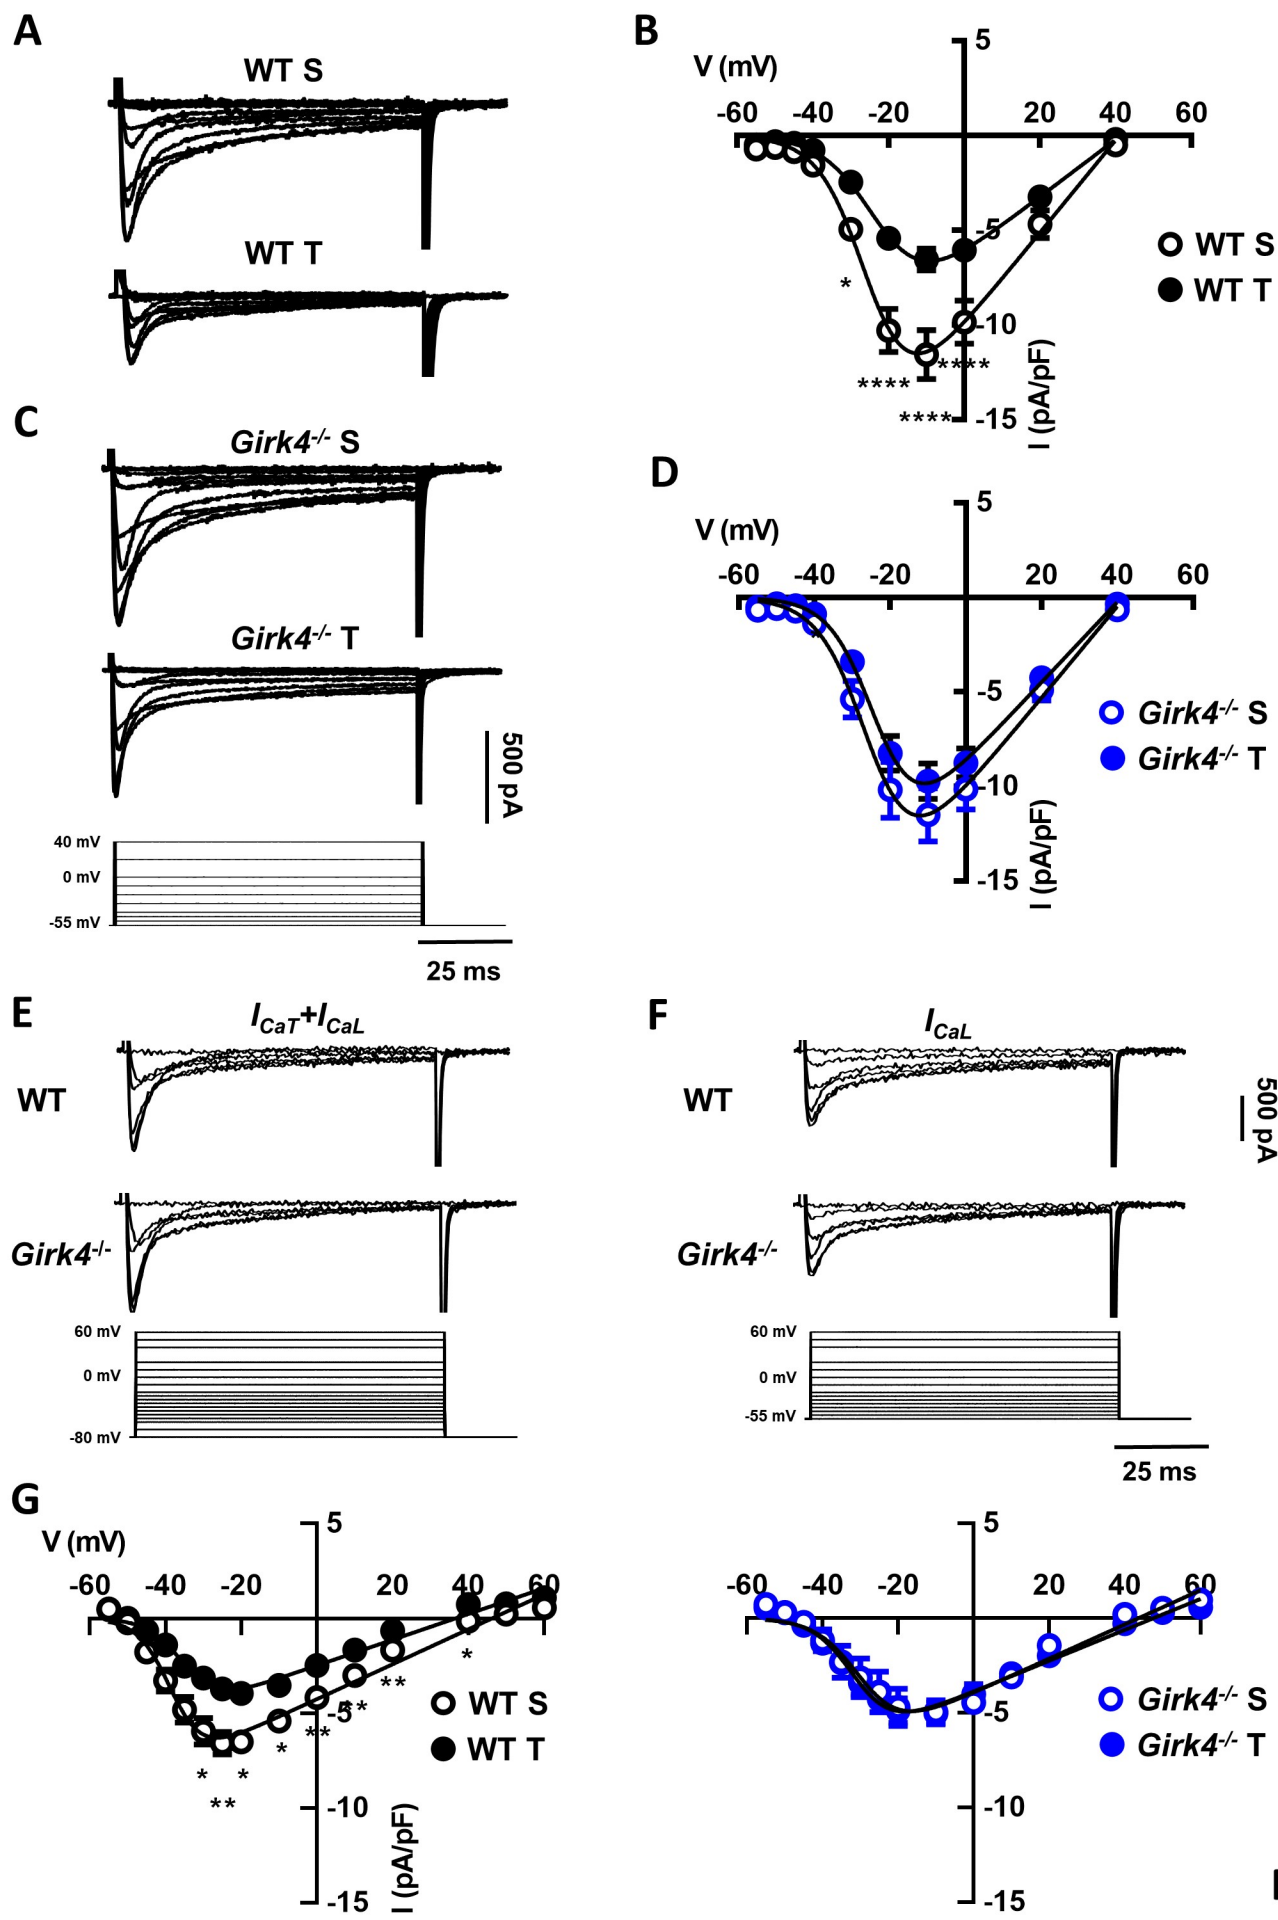 A
WT S
WT T
B
V (mV)
5
-60 -40 -20 20 40 60
-5
WT S
WT T
*
-10
****
****
****
-15
I (pA/pF)
C
Girk4-/- S
Girk4-/- T
500 pA
40 mV
0 mV
-55 mV
25 ms
D
5
V (mV)
-60 -40 -20 20 40 60
-5
Girk4-/- S
Girk4-/- T
-10
-15
I (pA/pF)
E
ICaT+ICaL
WT
Girk4-/-
60 mV
0 mV
-80 mV
F
ICaL
WT
500 pA
Girk4-/-
60 mV
0 mV
-55 mV
25 ms
G
5
V (mV)
-60 -40 -20 20 40 60
*
**
**
-5
**
*
* *
**
WT S
WT T
-10
-15
I (pA/pF)
5
-60 -40 -20 20 40 60
-5
Girk4-/- S
Girk4-/- T
-10
-15